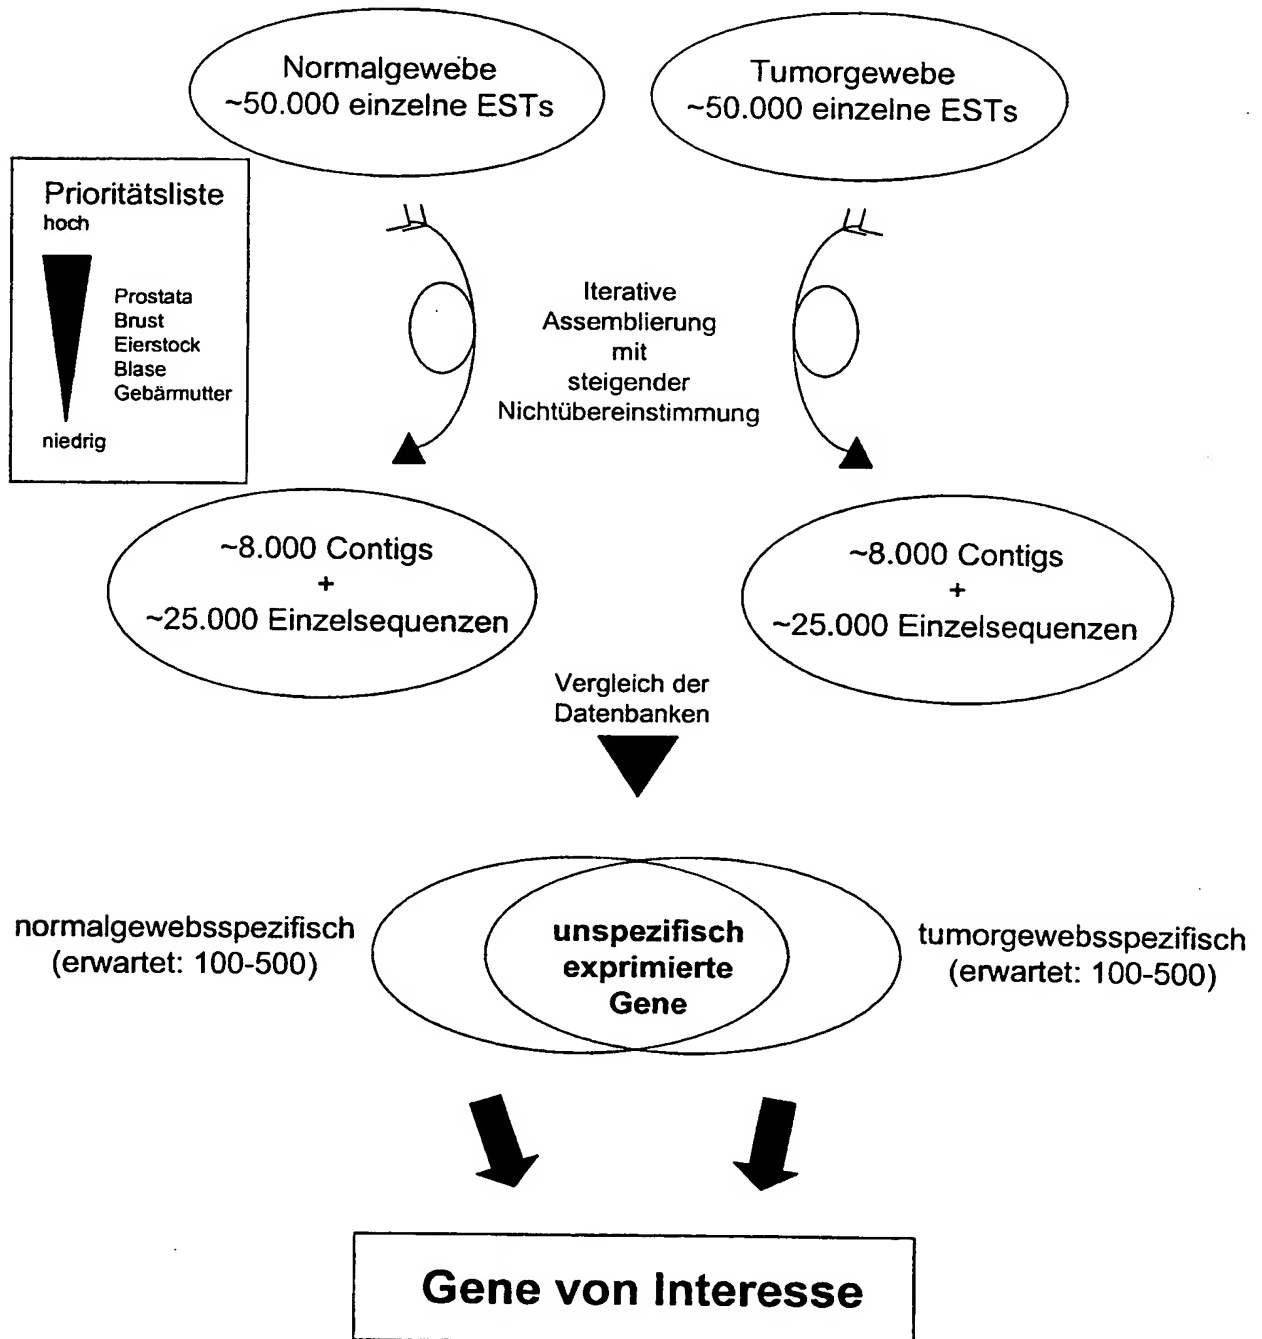 Normalgewebe
~50.000 einzelne ESTs
Tumorgewebe
~50.000 einzelne ESTs
Prioritätsliste
hoch
Prostata
Brust
Eierstock
Blase
Gebärmutter
niedrig
Iterative
Assemblierung
mit
steigender
Nichtübereinstimmung
~8.000 Contigs
+
~25.000 Einzelsequenzen
~8.000 Contigs
+
~25.000 Einzelsequenzen
Vergleich der
Datenbanken
normalgewebsspezifisch
(erwartet: 100-500)
unspezifisch
exprimierte
Gene
tumorgewebsspezifisch
(erwartet: 100-500)
Gene von Interesse